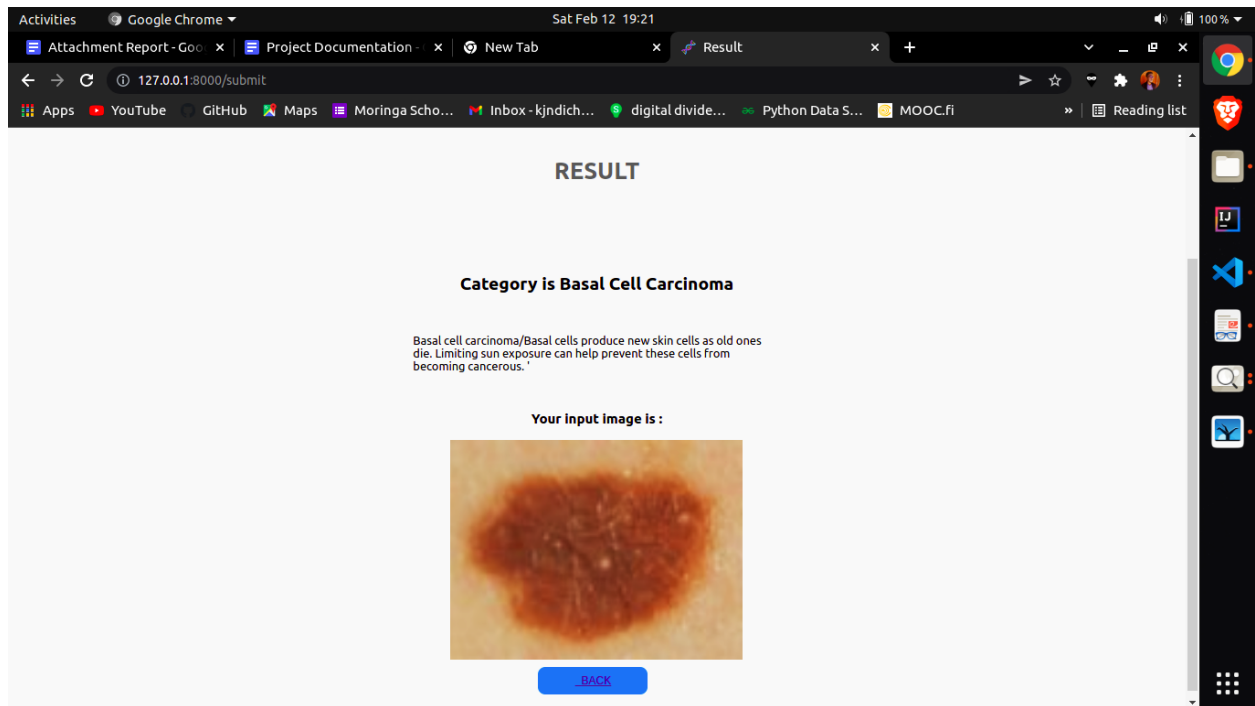 Activities
Google Chrome
Sat Feb 12 19:21
100 %
Attachment Report - Goo
Project Documentation -
New Tab
Result
127.0.0.1:8000/submit
Apps
YouTube
GitHub
Maps
Moringa Scho...
Inbox - kjndich...
digital divide...
Python Data S...
MOOC.fi
»
Reading list
RESULT
Category is Basal Cell Carcinoma
Basal cell carcinoma/Basal cells produce new skin cells as old ones
die. Limiting sun exposure can help prevent these cells from
becoming cancerous. '
Your input image is :
BACK
IJ